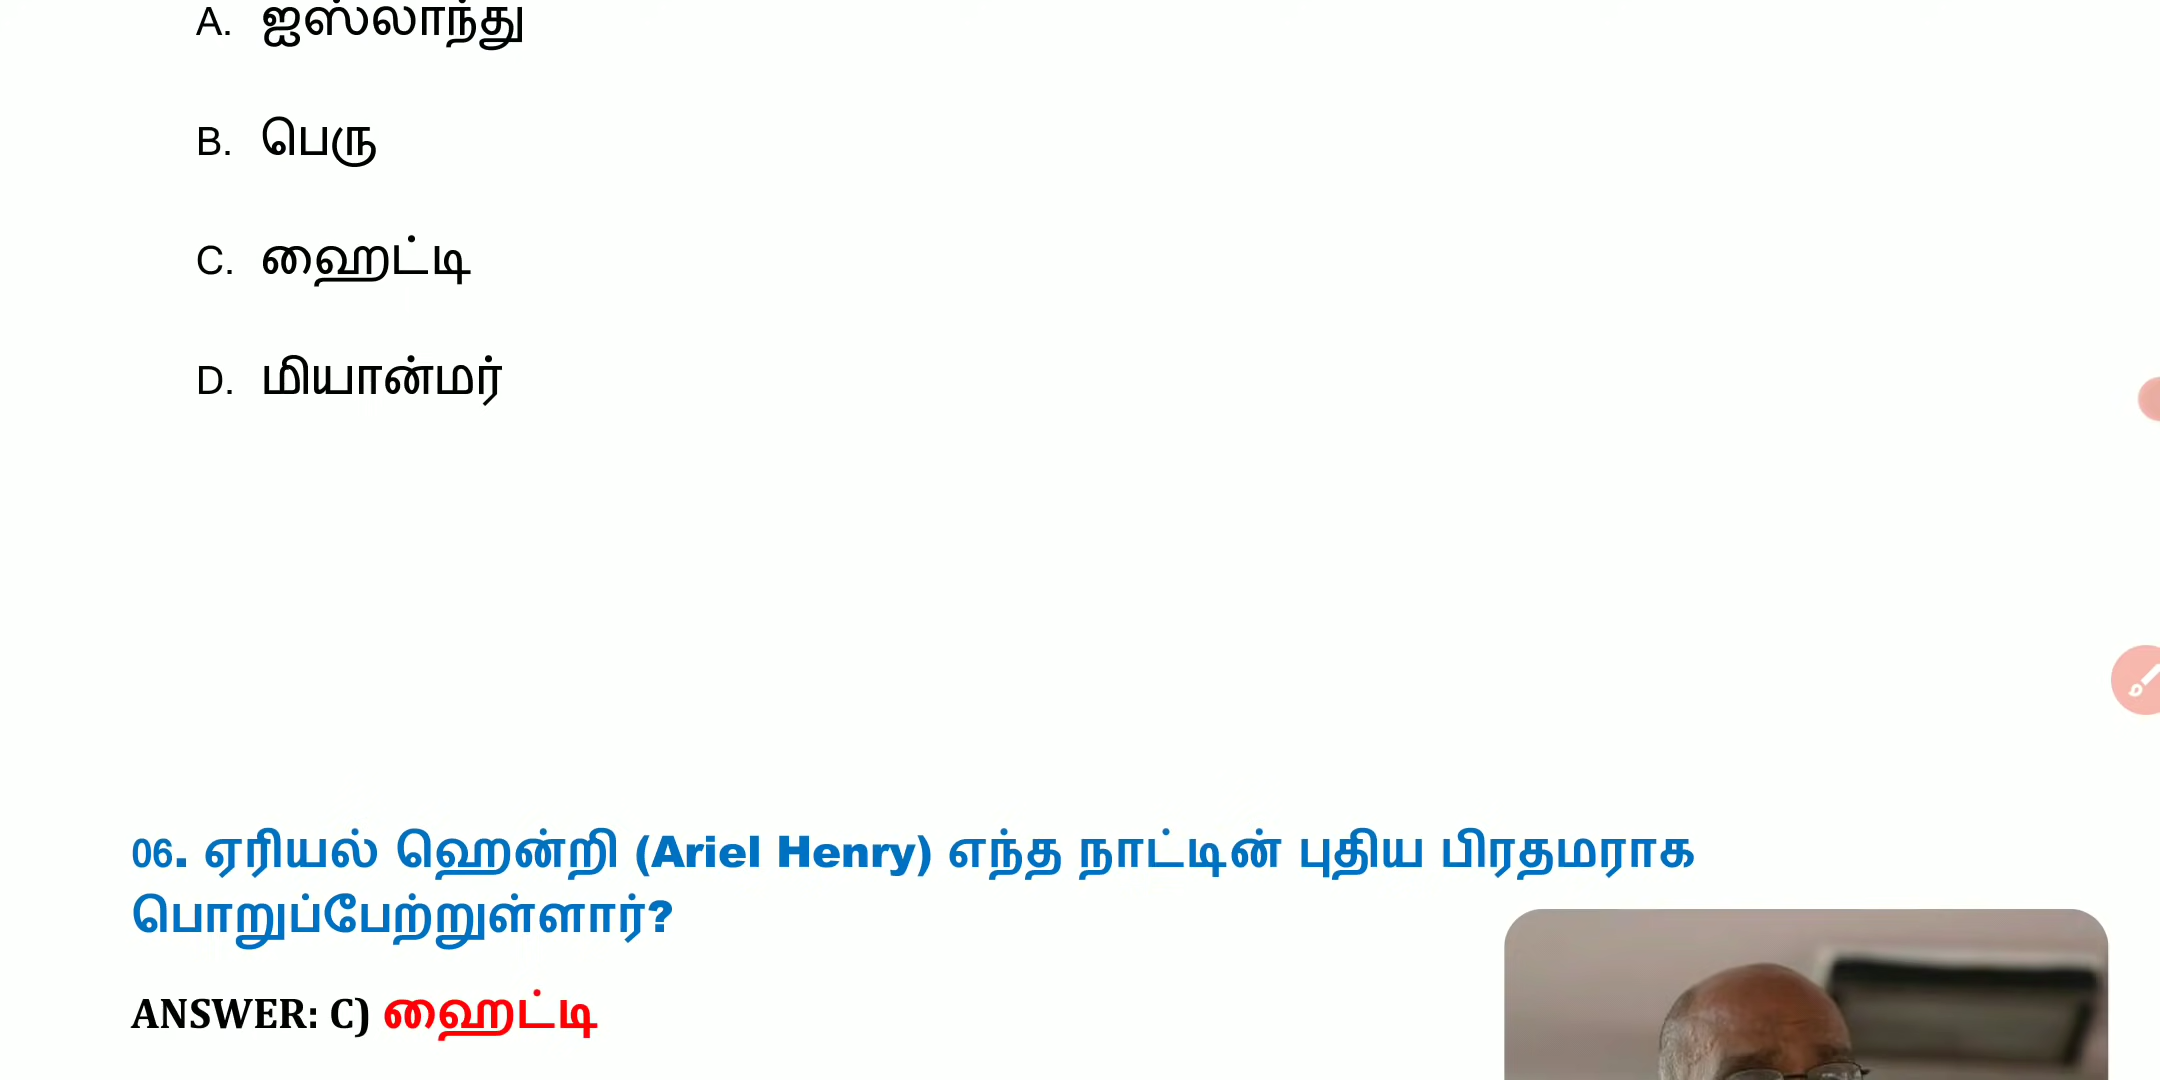 A. ஐஸ்லாந்து
B. பெரு
C. ஹைட்டி
D. மியான்மர்
06. ஏரியல் ஹென்றி (Ariel Henry) எந்த நாட்டின் புதிய பிரதமராக
பொறுப்பேற்றுள்ளார்?
ANSWER: C) ஹைட்டி